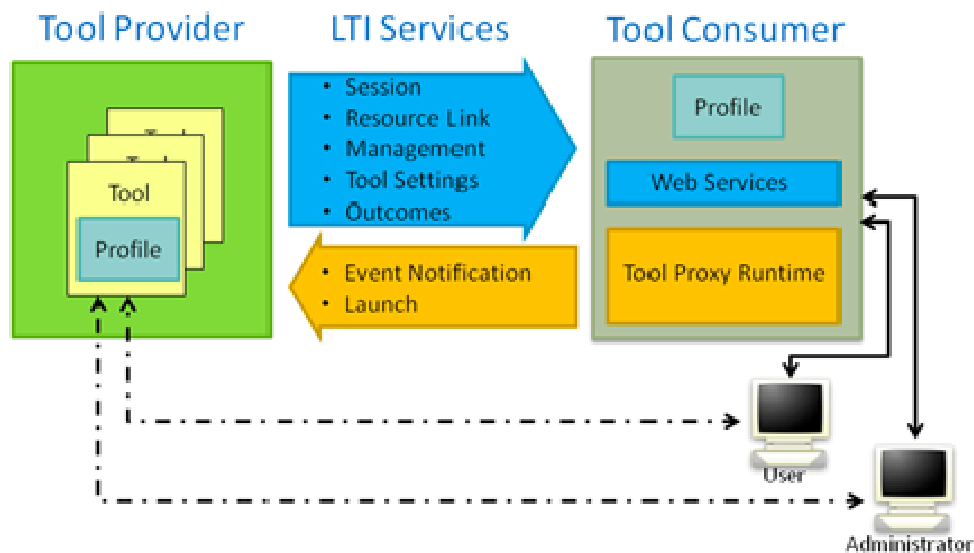 Tool Provider
LTI Services
Tool Consumer
• Session
• Resource Link
• Management
• Tool Settings
• Outcomes
• Event Notification
• Launch
Tool
Profile
Profile
Web Services
Tool Proxy Runtime
User
Administrator